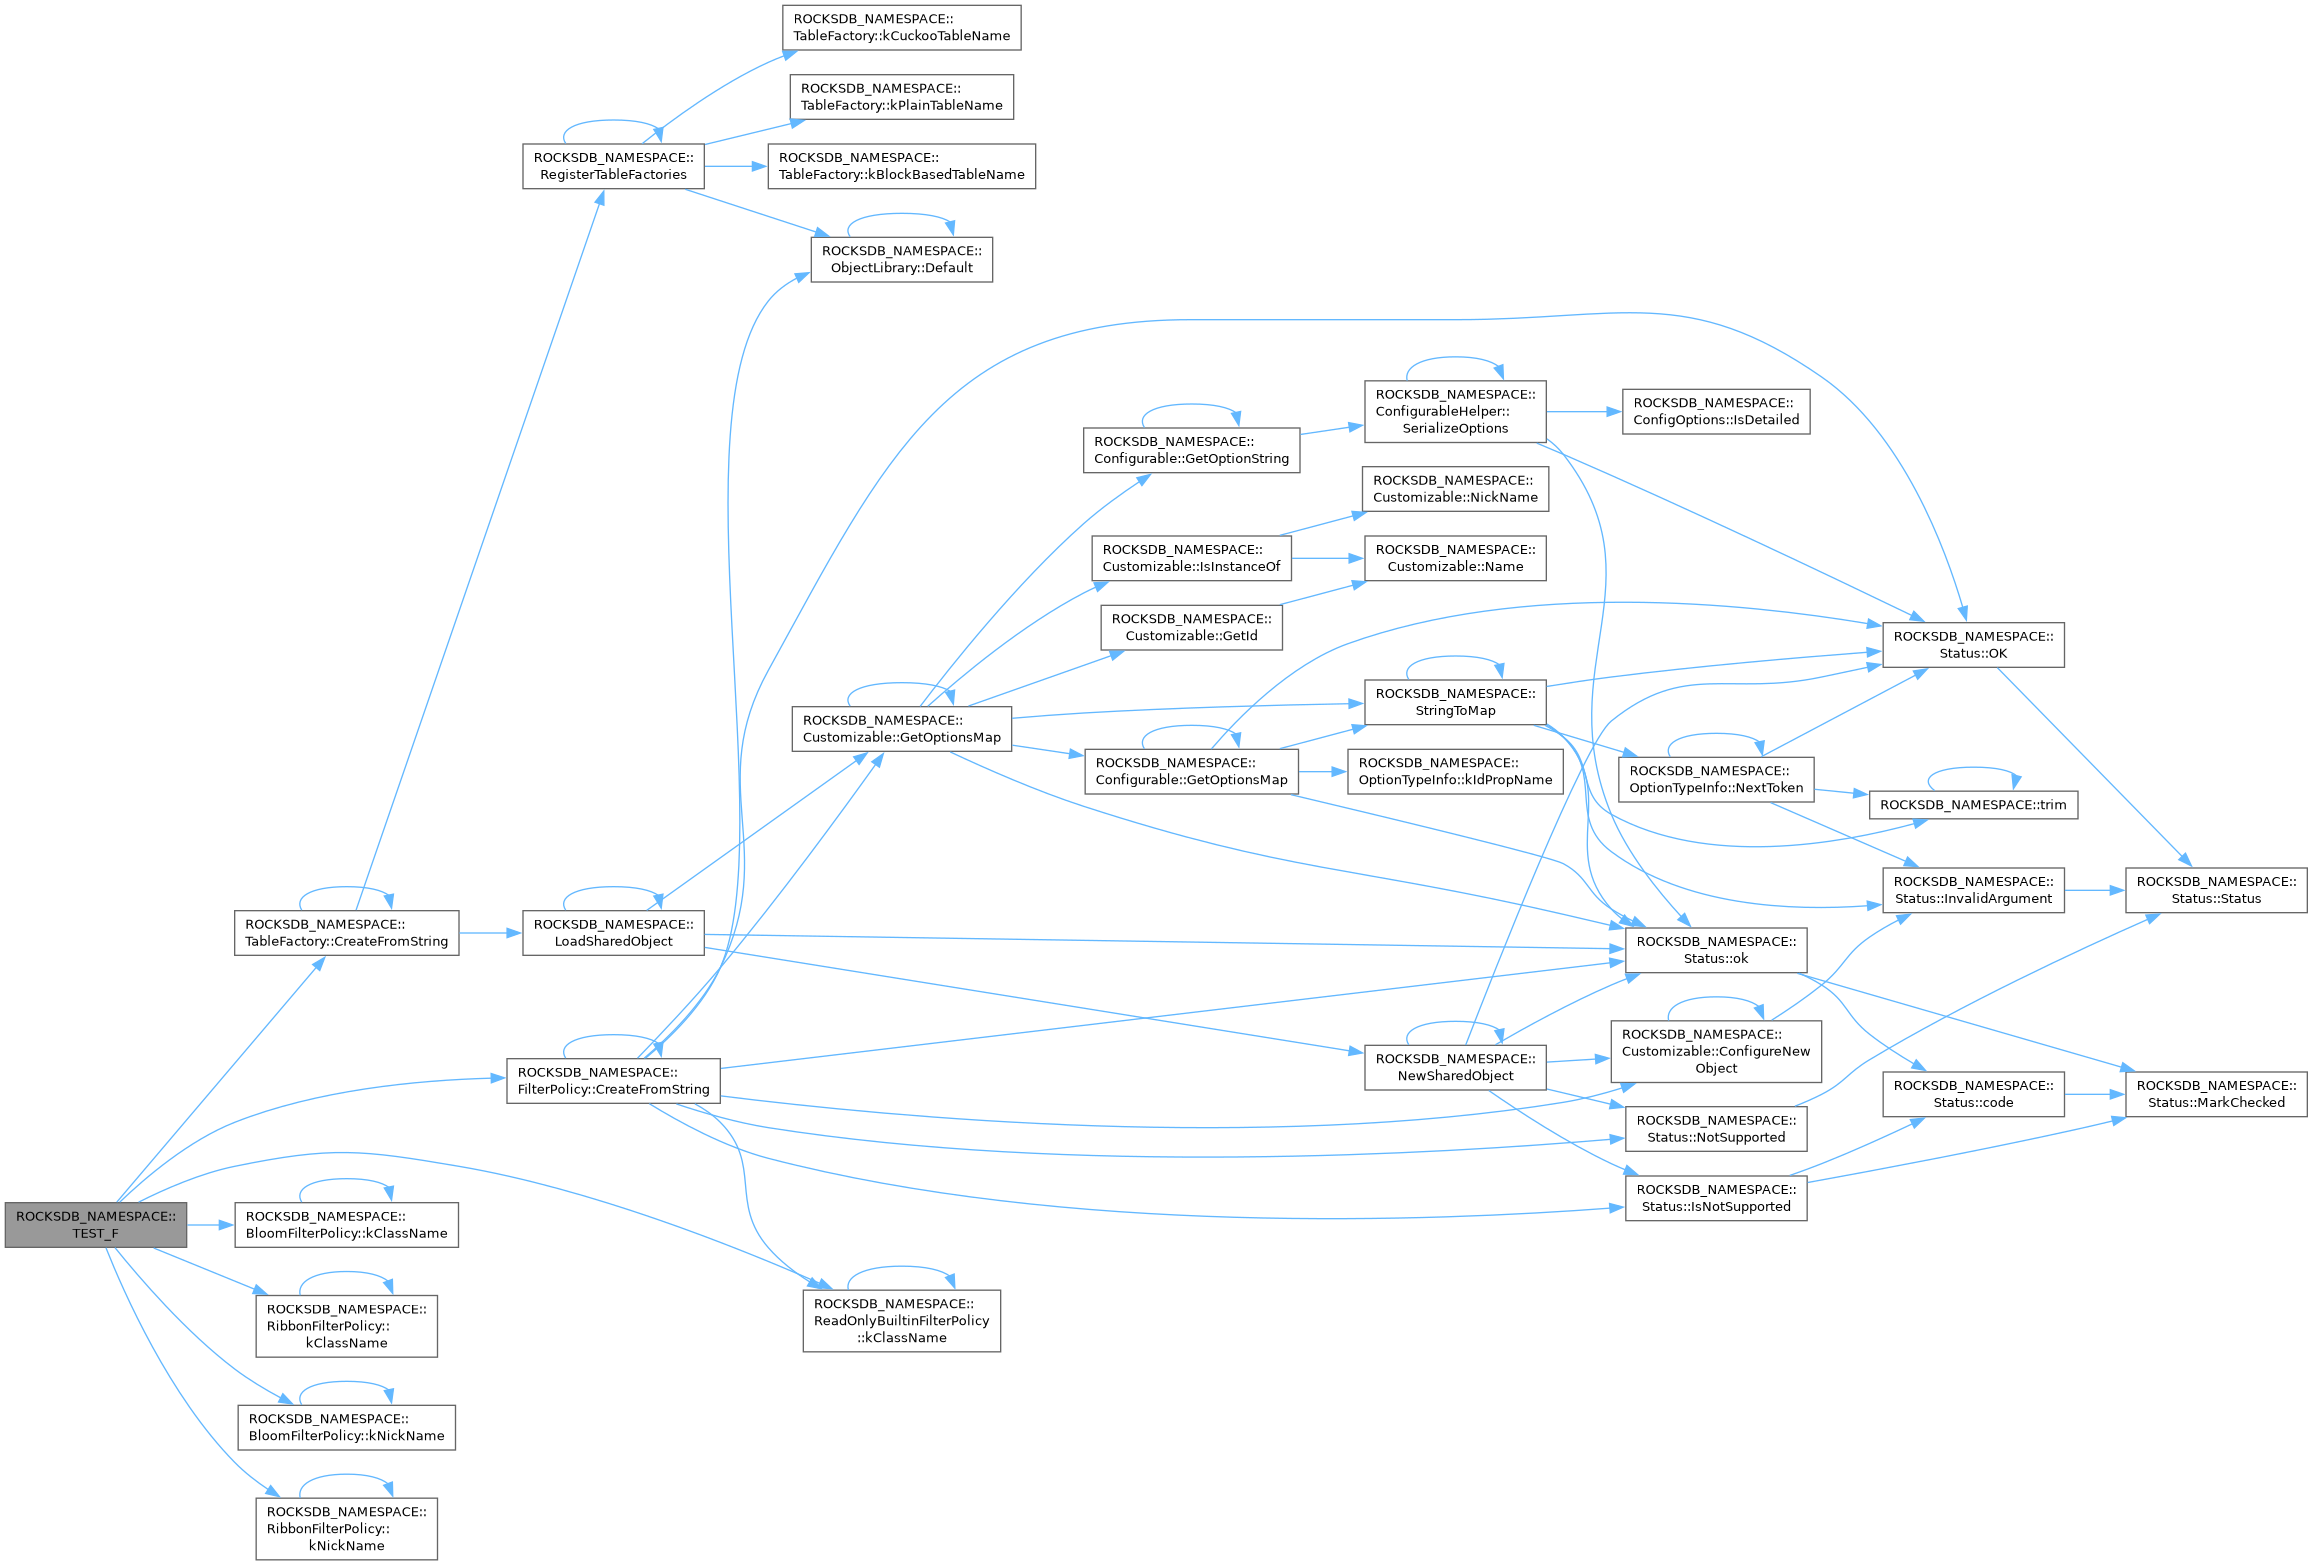 ROCKSDB_NAMESPACE::
TableFactory::kCuckooTableName
ROCKSDB_NAMESPACE::
TableFactory::kPlainTableName
ROCKSDB_NAMESPACE::
RegisterTableFactories
ROCKSDB_NAMESPACE::
TableFactory::kBlockBasedTableName
ROCKSDB_NAMESPACE::
ObjectLibrary::Default
ROCKSDB_NAMESPACE::
ConfigurableHelper::
SerializeOptions
ROCKSDB_NAMESPACE::
ConfigOptions::IsDetailed
ROCKSDB_NAMESPACE::
Configurable::GetOptionString
ROCKSDB_NAMESPACE::
Customizable::NickName
ROCKSDB_NAMESPACE::
Customizable::IsInstanceOf
ROCKSDB_NAMESPACE::
Customizable::Name
ROCKSDB_NAMESPACE::
Customizable::GetId
ROCKSDB_NAMESPACE::
Status::OK
ROCKSDB_NAMESPACE::
StringToMap
ROCKSDB_NAMESPACE::
Customizable::GetOptionsMap
ROCKSDB_NAMESPACE::
Configurable::GetOptionsMap
ROCKSDB_NAMESPACE::
OptionTypeInfo::kIdPropName
ROCKSDB_NAMESPACE::
OptionTypeInfo::NextToken
ROCKSDB_NAMESPACE::trim
ROCKSDB_NAMESPACE::
Status::InvalidArgument
ROCKSDB_NAMESPACE::
Status::Status
ROCKSDB_NAMESPACE::
TableFactory::CreateFromString
ROCKSDB_NAMESPACE::
LoadSharedObject
ROCKSDB_NAMESPACE::
Status::ok
ROCKSDB_NAMESPACE::
Customizable::ConfigureNew
Object
ROCKSDB_NAMESPACE::
NewSharedObject
ROCKSDB_NAMESPACE::
FilterPolicy::CreateFromString
ROCKSDB_NAMESPACE::
Status::code
ROCKSDB_NAMESPACE::
Status::MarkChecked
ROCKSDB_NAMESPACE::
Status::NotSupported
ROCKSDB_NAMESPACE::
Status::IsNotSupported
ROCKSDB_NAMESPACE::
TEST_F
ROCKSDB_NAMESPACE::
BloomFilterPolicy::kClassName
ROCKSDB_NAMESPACE::
RibbonFilterPolicy::
kClassName
ROCKSDB_NAMESPACE::
ReadOnlyBuiltinFilterPolicy
::kClassName
ROCKSDB_NAMESPACE::
BloomFilterPolicy::kNickName
ROCKSDB_NAMESPACE::
RibbonFilterPolicy::
kNickName